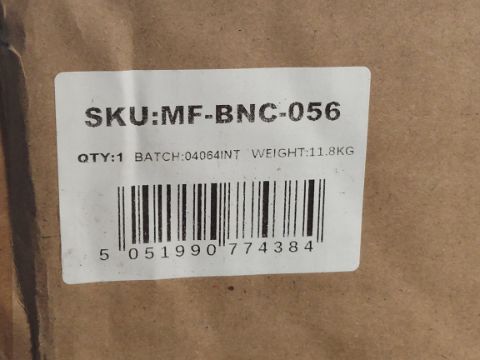 SKU:MF-BNC-056
QTY:1 BATCH:04064INT WEIGHT:11.8KG
5 051990 774384